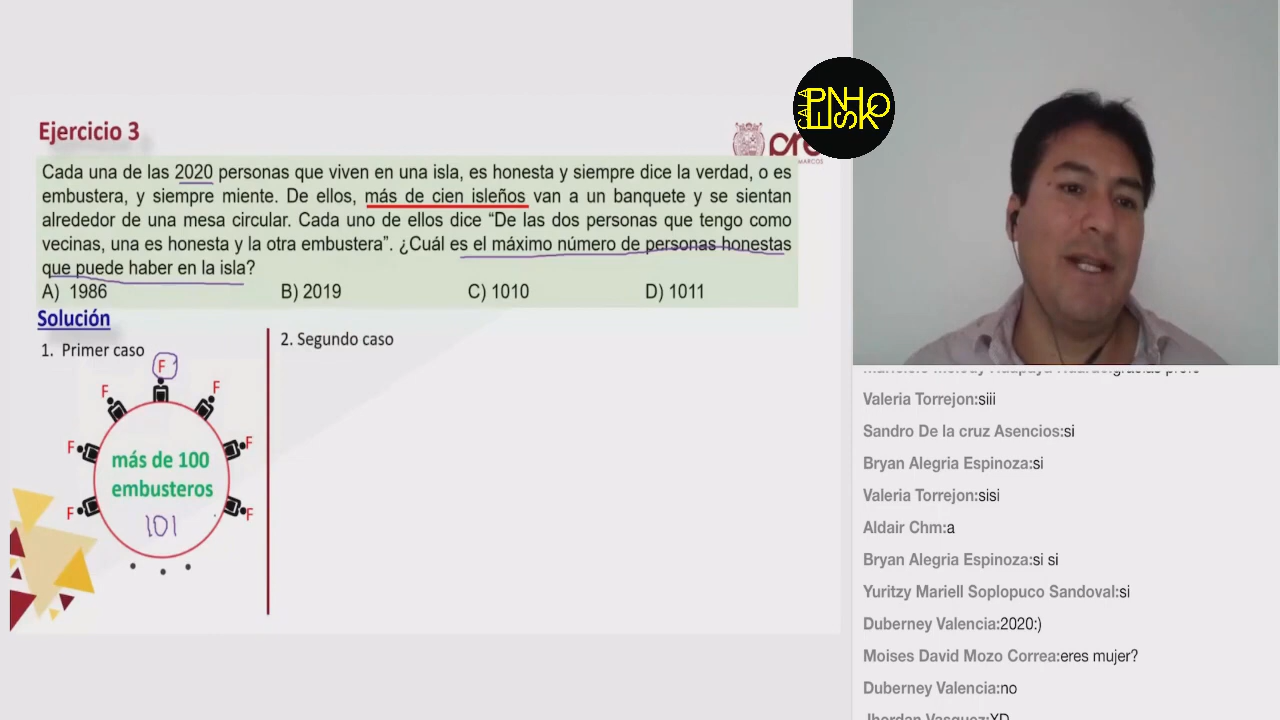 Ejercicio 3
Cada una de las 2020 personas que viven en una isla, es honesta y siempre dice la verdad, o es
embustera, y siempre miente. De ellos, más de cien isleños van a un banquete y se sientan
alrededor de una mesa circular. Cada uno de ellos dice “De las dos personas que tengo como
vecinas, una es honesta y la otra embustera”. ¿Cuál es el máximo número de personas honestas
que puede haber en la isla?
A) 1986
B) 2019
C) 1010
D) 1011
Solución
1. Primer caso
2. Segundo caso
F
F
F
F
F
F
F
más de 100
embusteros
101
MARCOS
CALA
Valeria Torrejon:siii
Sandro De la cruz Asencios:si
Bryan Alegria Espinoza:si
Valeria Torrejon:sisi
Aldair Chm:a
Bryan Alegria Espinoza:si si
Yuritzy Mariell Soplopuco Sandoval:si
Duberney Valencia:2020:)
Moises David Mozo Correa:eres mujer?
Duberney Valencia:no